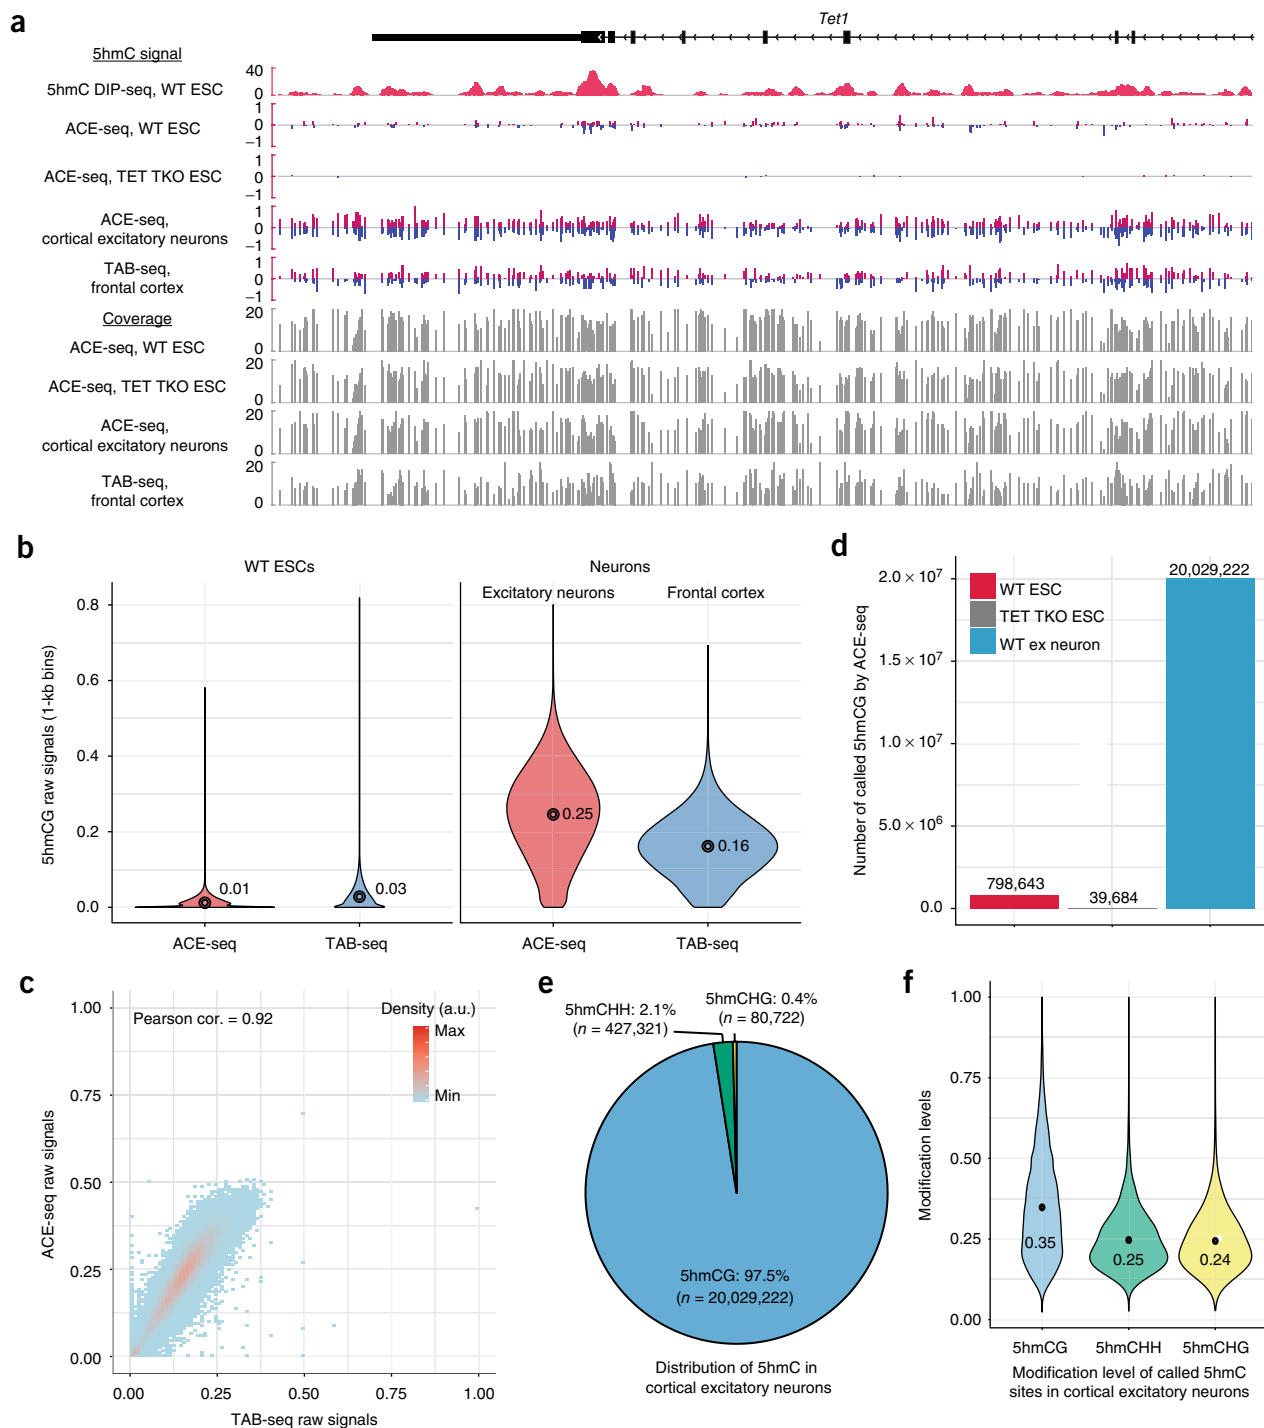 a
Tet1
5hmC signal
5hmC DIP-seq, WT ESC
40
0
ACE-seq, WT ESC
1
0
−1
ACE-seq, TET TKO ESC
1
0
−1
ACE-seq,
cortical excitatory neurons
1
0
−1
TAB-seq,
frontal cortex
1
0
−1
Coverage
ACE-seq, WT ESC
20
0
ACE-seq, TET TKO ESC
20
0
ACE-seq,
cortical excitatory neurons
20
0
TAB-seq,
frontal cortex
20
0
b
WT ESCs
Neurons
Excitatory neurons
Frontal cortex
5hmCG raw signals (1-kb bins)
0.8
0.6
0.4
0.2
0.0
0.01
0.03
0.25
0.16
ACE-seq
TAB-seq
ACE-seq
TAB-seq
d
Number of called 5hmCG by ACE-seq
2.0 × 10⁷
1.5 × 10⁷
1.0 × 10⁷
5.0 × 10⁶
0.0
WT ESC
TET TKO ESC
WT ex neuron
798,643
39,684
20,029,222
c
Pearson cor. = 0.92
Density (a.u.)
Max
Min
ACE-seq raw signals
1.00
0.75
0.50
0.25
0.00
0.00
0.25
0.50
0.75
1.00
TAB-seq raw signals
e
5hmCHH: 2.1%
(n = 427,321)
5hmCHG: 0.4%
(n = 80,722)
5hmCG: 97.5%
(n = 20,029,222)
Distribution of 5hmC in
cortical excitatory neurons
f
Modification levels
1.00
0.75
0.50
0.25
0.00
0.35
0.25
0.24
5hmCG
5hmCHH
5hmCHG
Modification level of called 5hmC
sites in cortical excitatory neurons